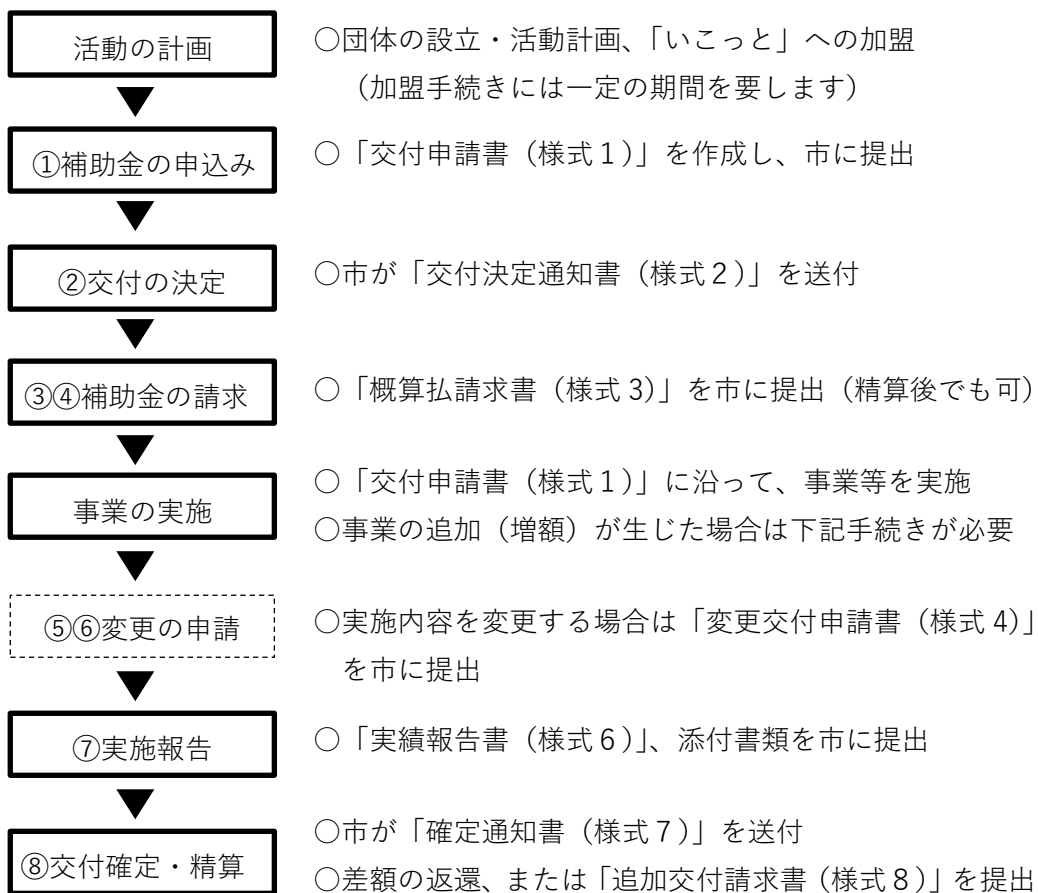 活動の計画
○団体の設立・活動計画、「いこっと」への加盟
（加盟手続きには一定の期間を要します）
①補助金の申込み
○「交付申請書（様式１）」を作成し、市に提出
②交付の決定
○市が「交付決定通知書（様式２）」を送付
③④補助金の請求
○「概算払請求書（様式 3)」を市に提出（精算後でも可）
事業の実施
○「交付申請書（様式１）」に沿って、事業等を実施
○事業の追加（増額）が生じた場合は下記手続きが必要
⑤⑥変更の申請
○実施内容を変更する場合は「変更交付申請書（様式 4)」
を市に提出
⑦実施報告
○「実績報告書（様式６）」、添付書類を市に提出
⑧交付確定・精算
○市が「確定通知書（様式７）」を送付
○差額の返還、または「追加交付請求書（様式８）」を提出